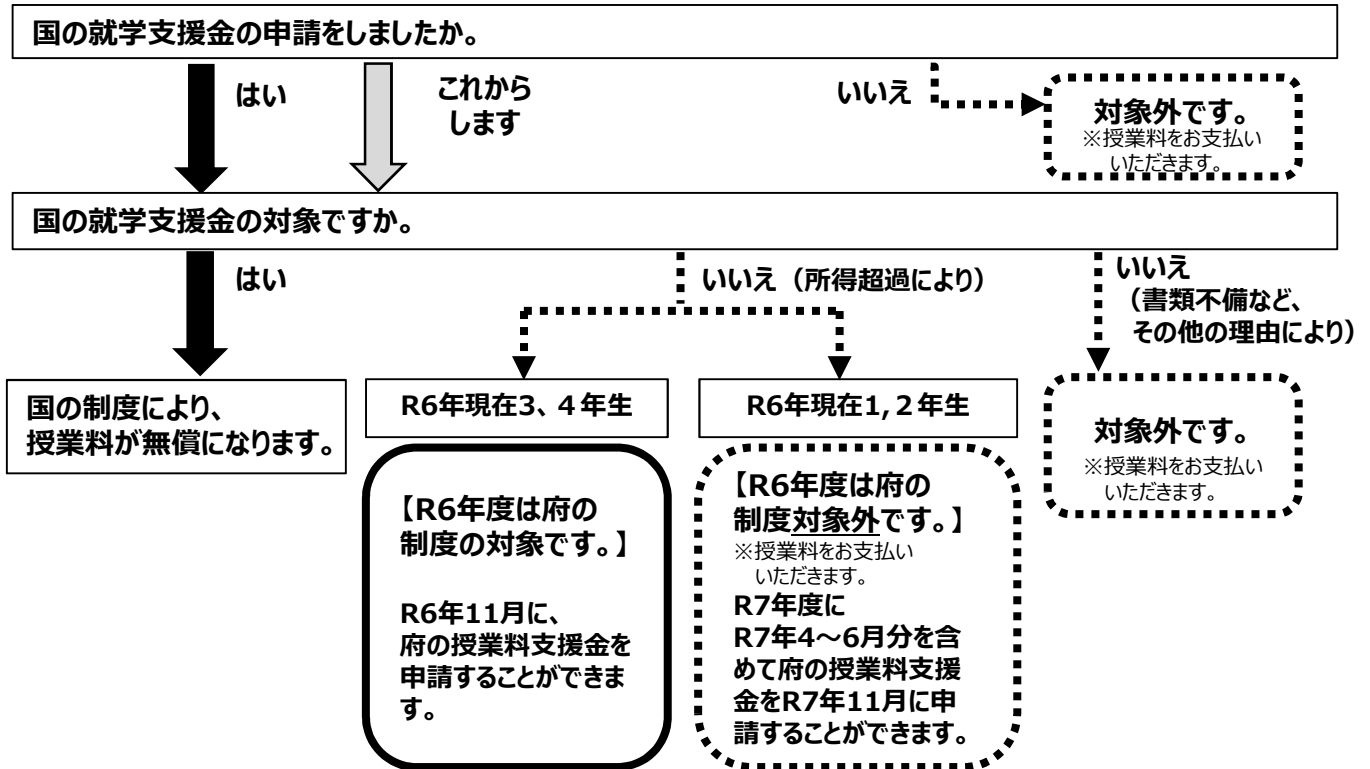 国の就学支援金の申請をしましたか。
はい
これから
します
いいえ
対象外です。
※授業料をお支払い
いただきます。
国の就学支援金の対象ですか。
はい
いいえ（所得超過により）
いいえ
（書類不備など、
その他の理由により）
国の制度により、
授業料が無償になります。
R6年現在3、４年生
R6年現在1,２年生
対象外です。
※授業料をお支払い
いただきます。
【R6年度は府の
制度の対象です。】
R6年11月に、
府の授業料支援金を
申請することができま
す。
【R6年度は府の
制度対象外です。】
※授業料をお支払い
いただきます。
R7年度に
R7年4～6月分を含
めて府の授業料支援
金をR7年11月に申
請することができます。